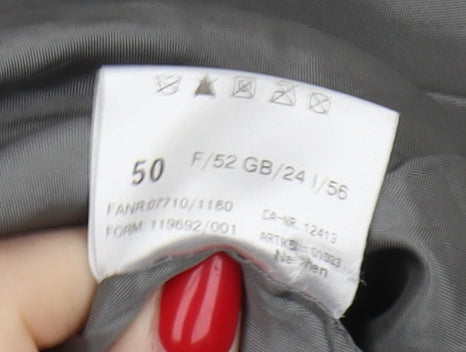 50 F/52 GB/24 I/56
FANR:07710/1180 CA-NR. 12413
FORM: 119692/001